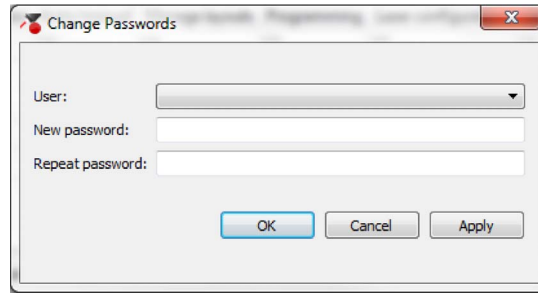 Change Passwords
User:
New password:
Repeat password:
OK Cancel Apply